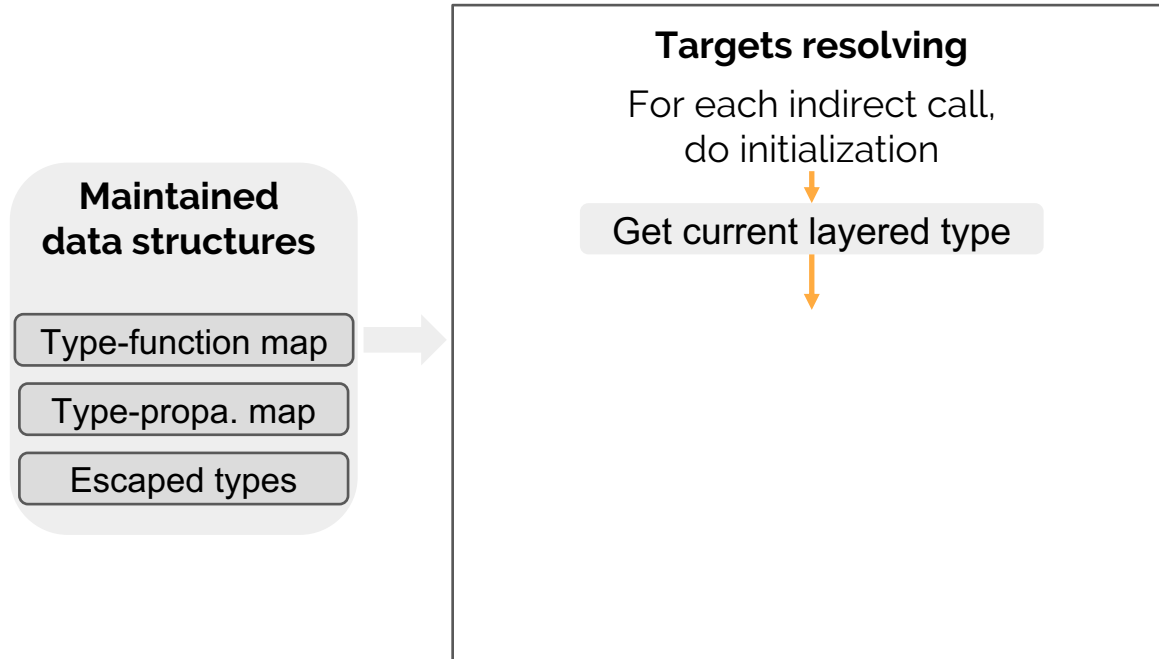 Maintained
data structures
Type-function map
Type-propa. map
Escaped types
Targets resolving
For each indirect call,
do initialization
Get current layered type